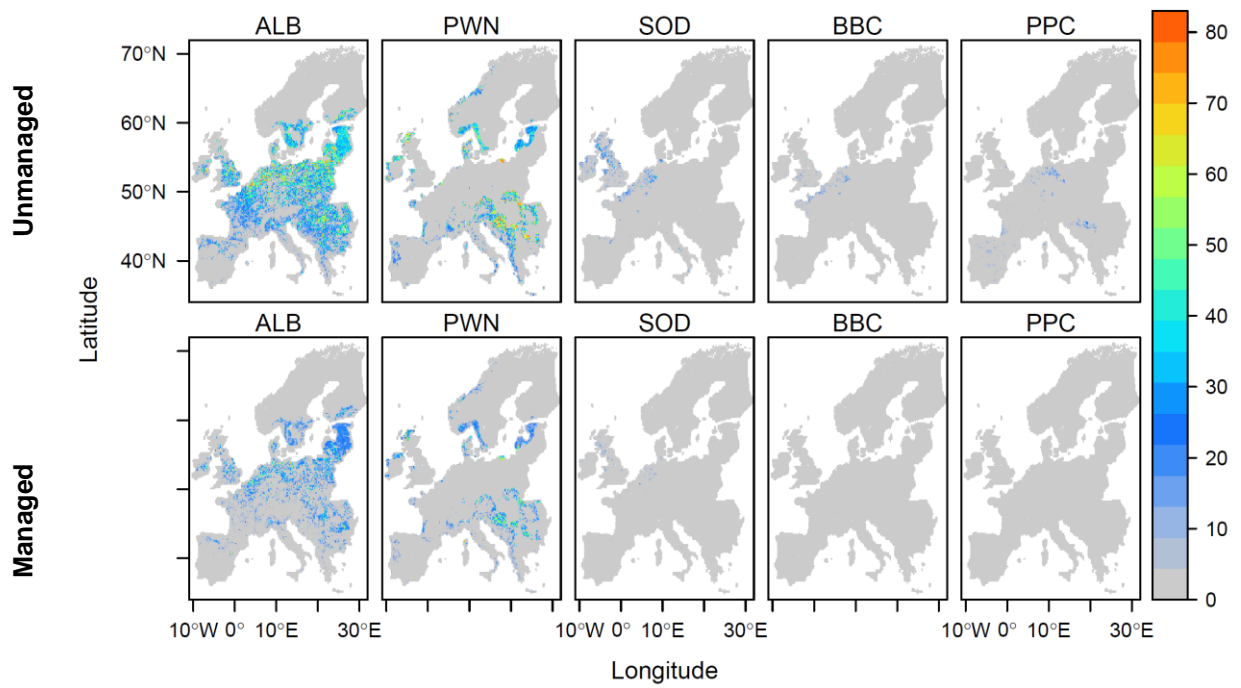 ALB PWN SOD BBC PPC
80
70
60
50
40
30
20
10
0
Unmanaged
70°N
60°N
50°N
40°N
Latitude
ALB PWN SOD BBC PPC
Managed
10°W 0° 10°E 30°E 10°W 0° 10°E 30°E 10°W 0° 10°E 30°E
Longitude